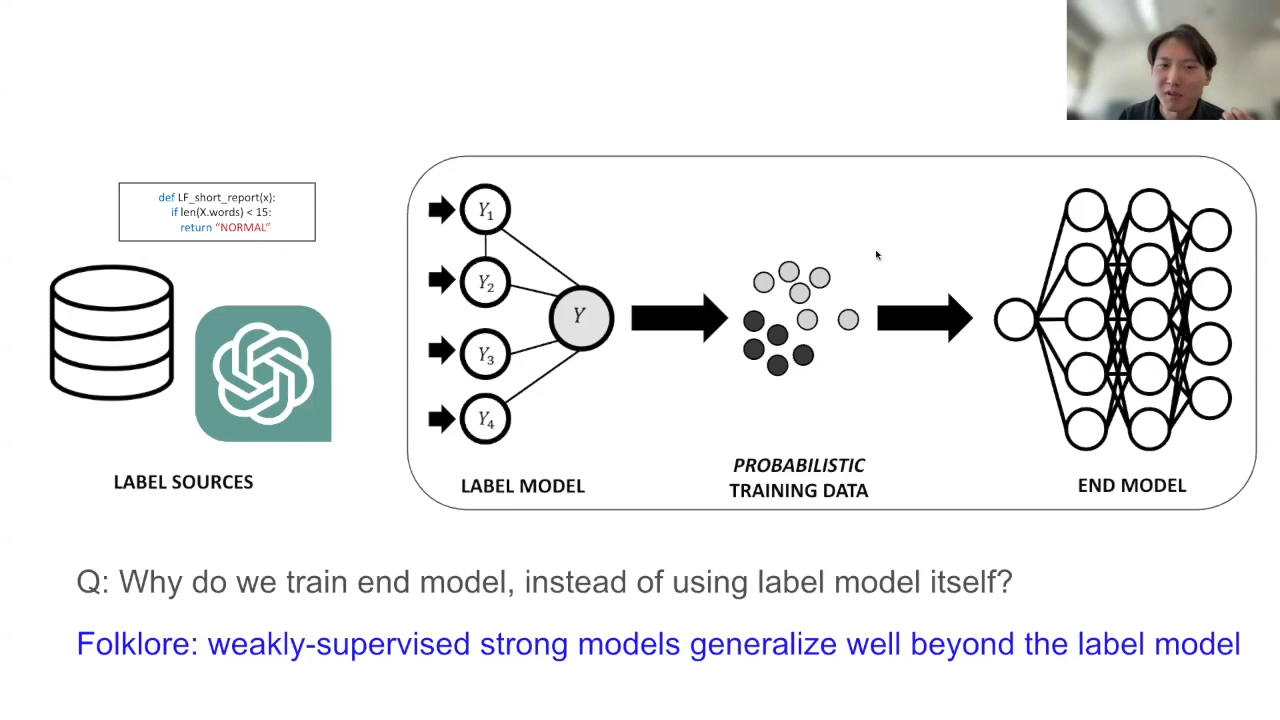 def LF_short_report(x):
if len(X.words) < 15:
return “NORMAL”
Y₁
Y₂
Y₃
Y₄
Y
LABEL SOURCES
LABEL MODEL
PROBABILISTIC
TRAINING DATA
END MODEL
Q: Why do we train end model, instead of using label model itself?
Folklore: weakly-supervised strong models generalize well beyond the label model